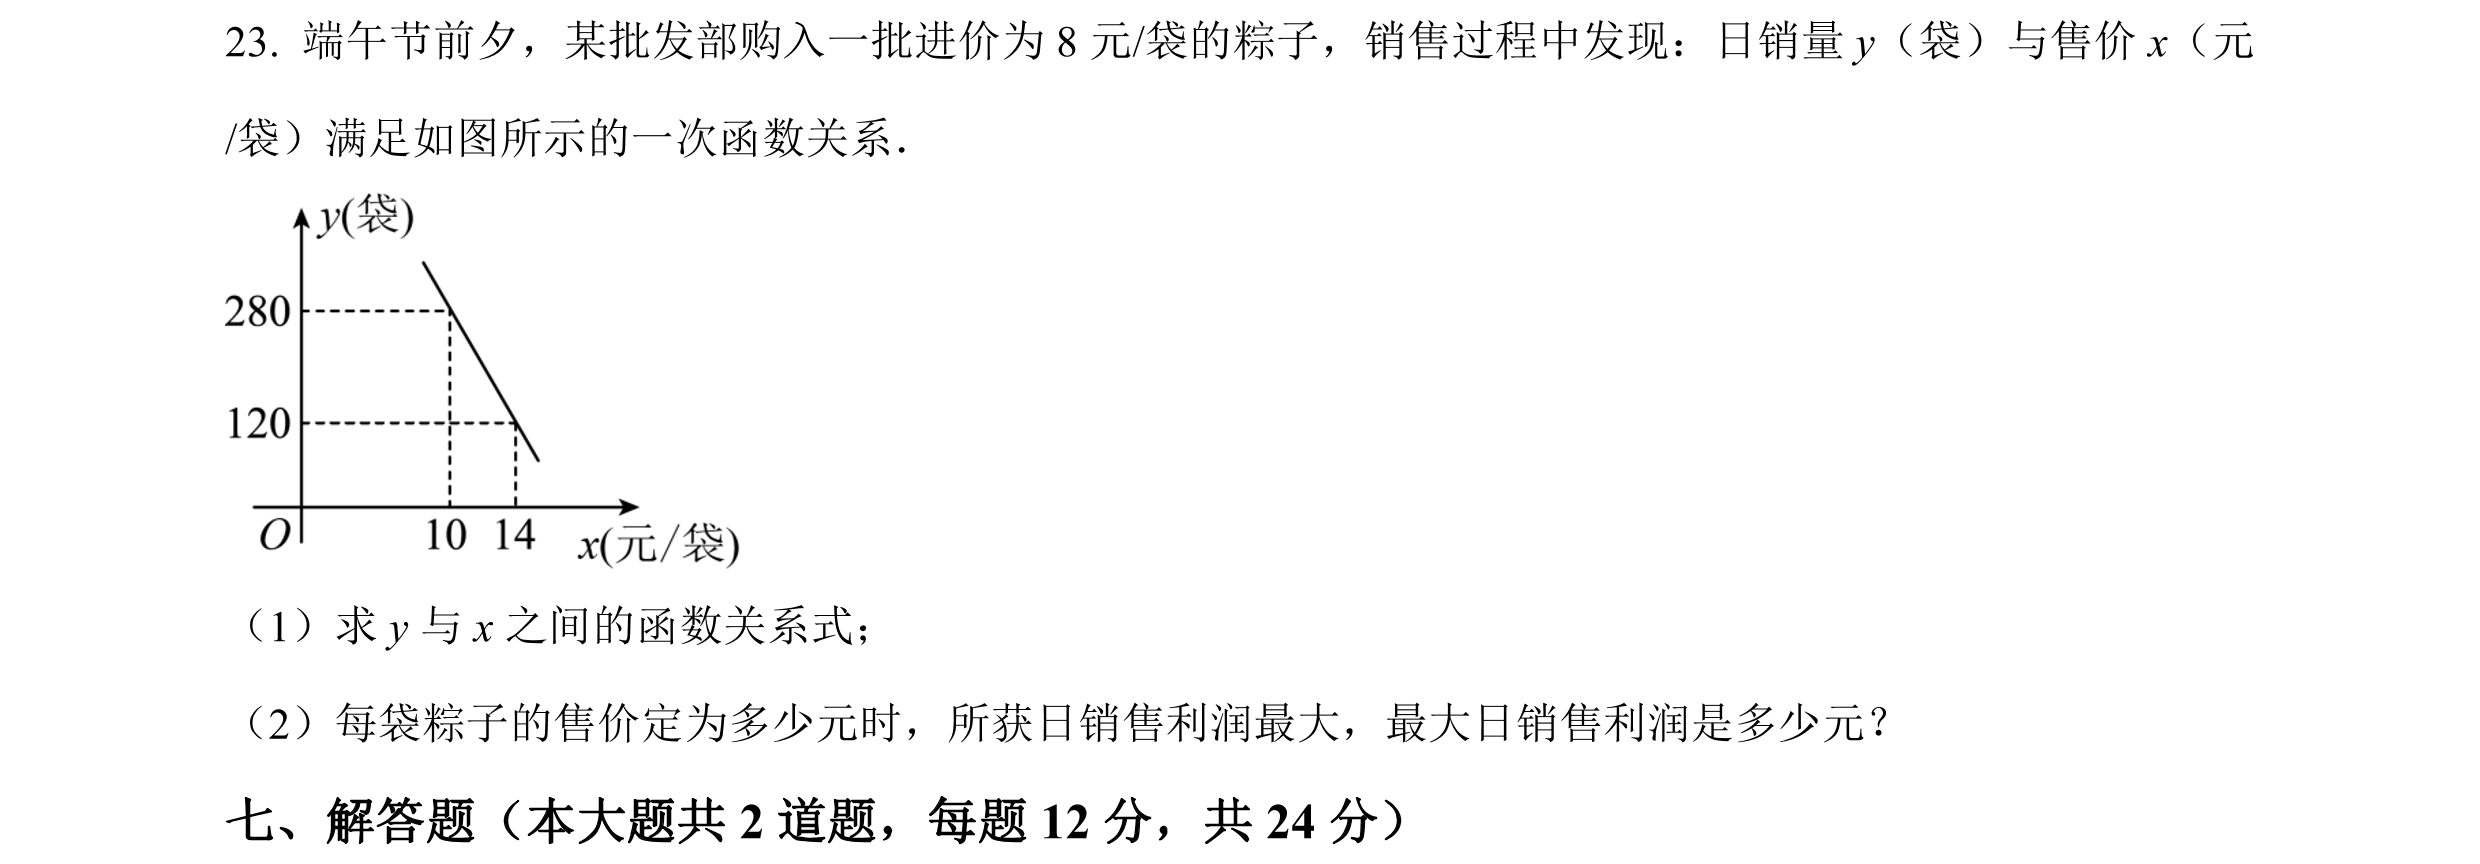 23. 端午节前夕，某批发部购入一批进价为 8 元/袋的粽子，销售过程中发现：日销量 y（袋）与售价 x（元
/袋）满足如图所示的一次函数关系．
y(袋)
280
120
O
10 14
x(元/袋)
（1）求 y 与 x 之间的函数关系式；
（2）每袋粽子的售价定为多少元时，所获日销售利润最大，最大日销售利润是多少元？
七、解答题（本大题共 2 道题，每题 12 分，共 24 分）